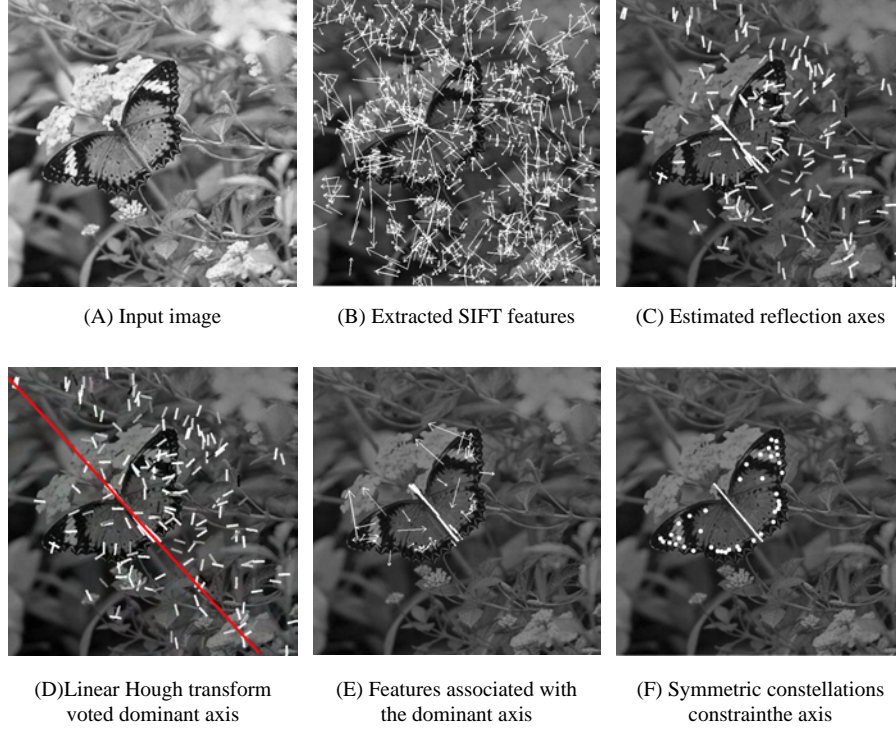 (A) Input image
(B) Extracted SIFT features
(C) Estimated reflection axes
(D)Linear Hough transform
voted dominant axis
(E) Features associated with
the dominant axis
(F) Symmetric constellations
constrainthe axis